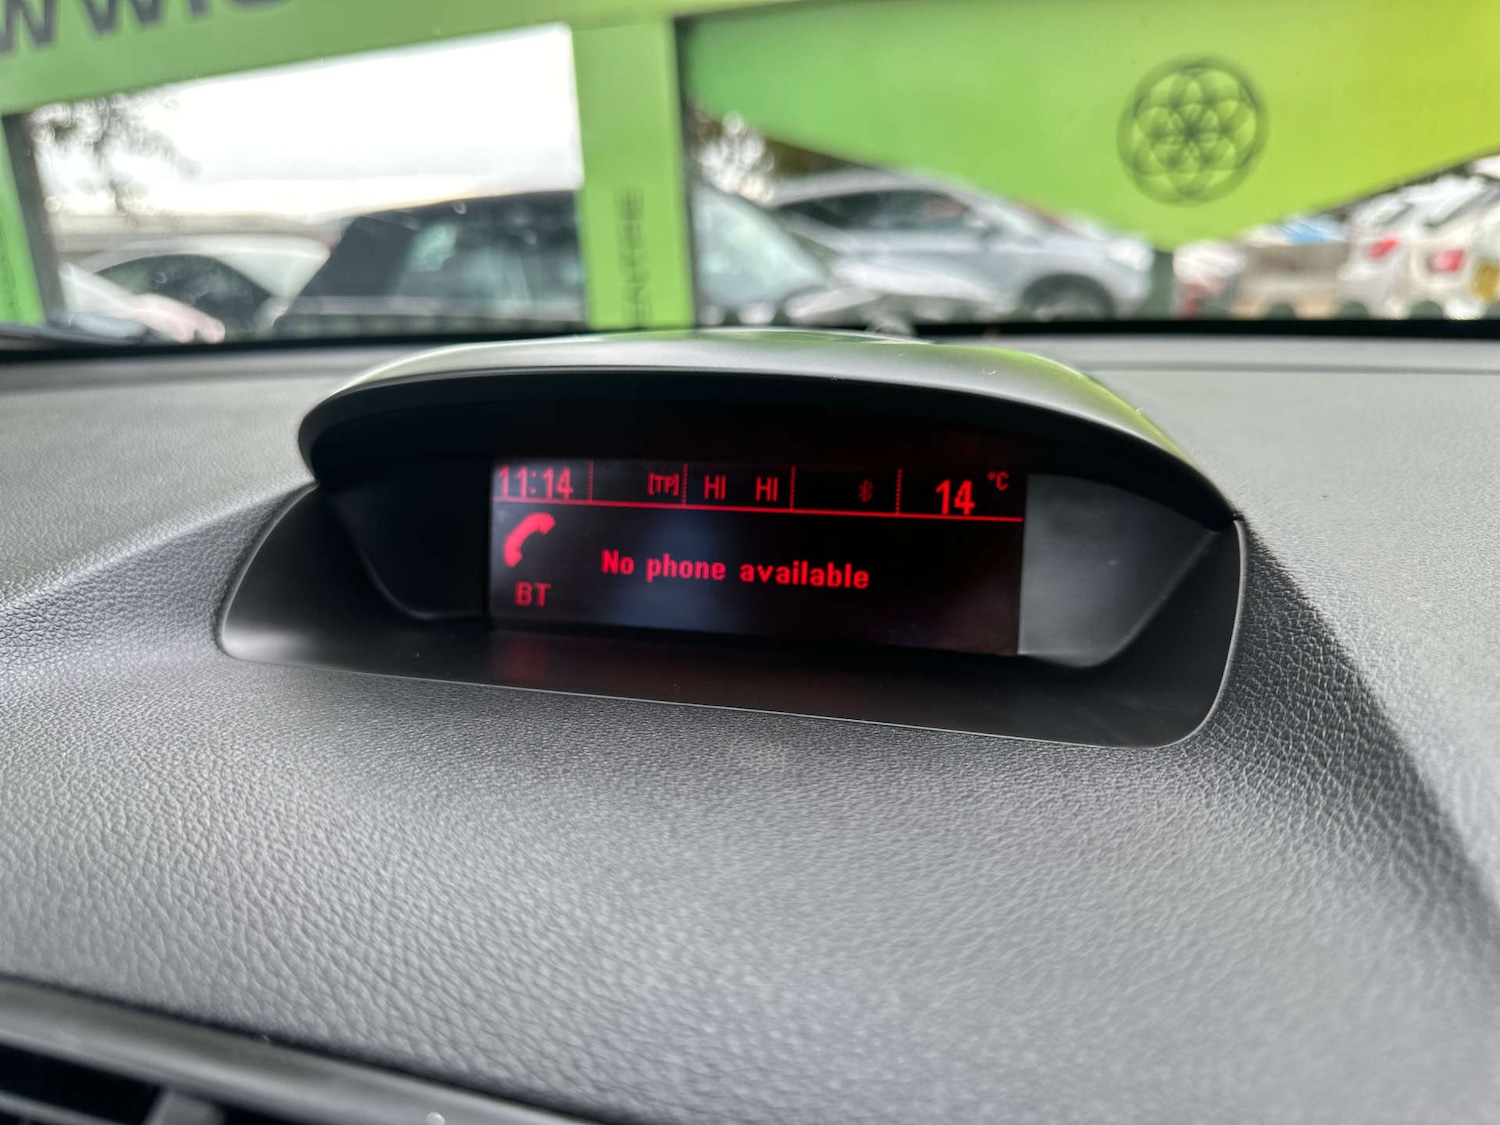 11:14 [TP] HI HI 14 °C
No phone available
BT